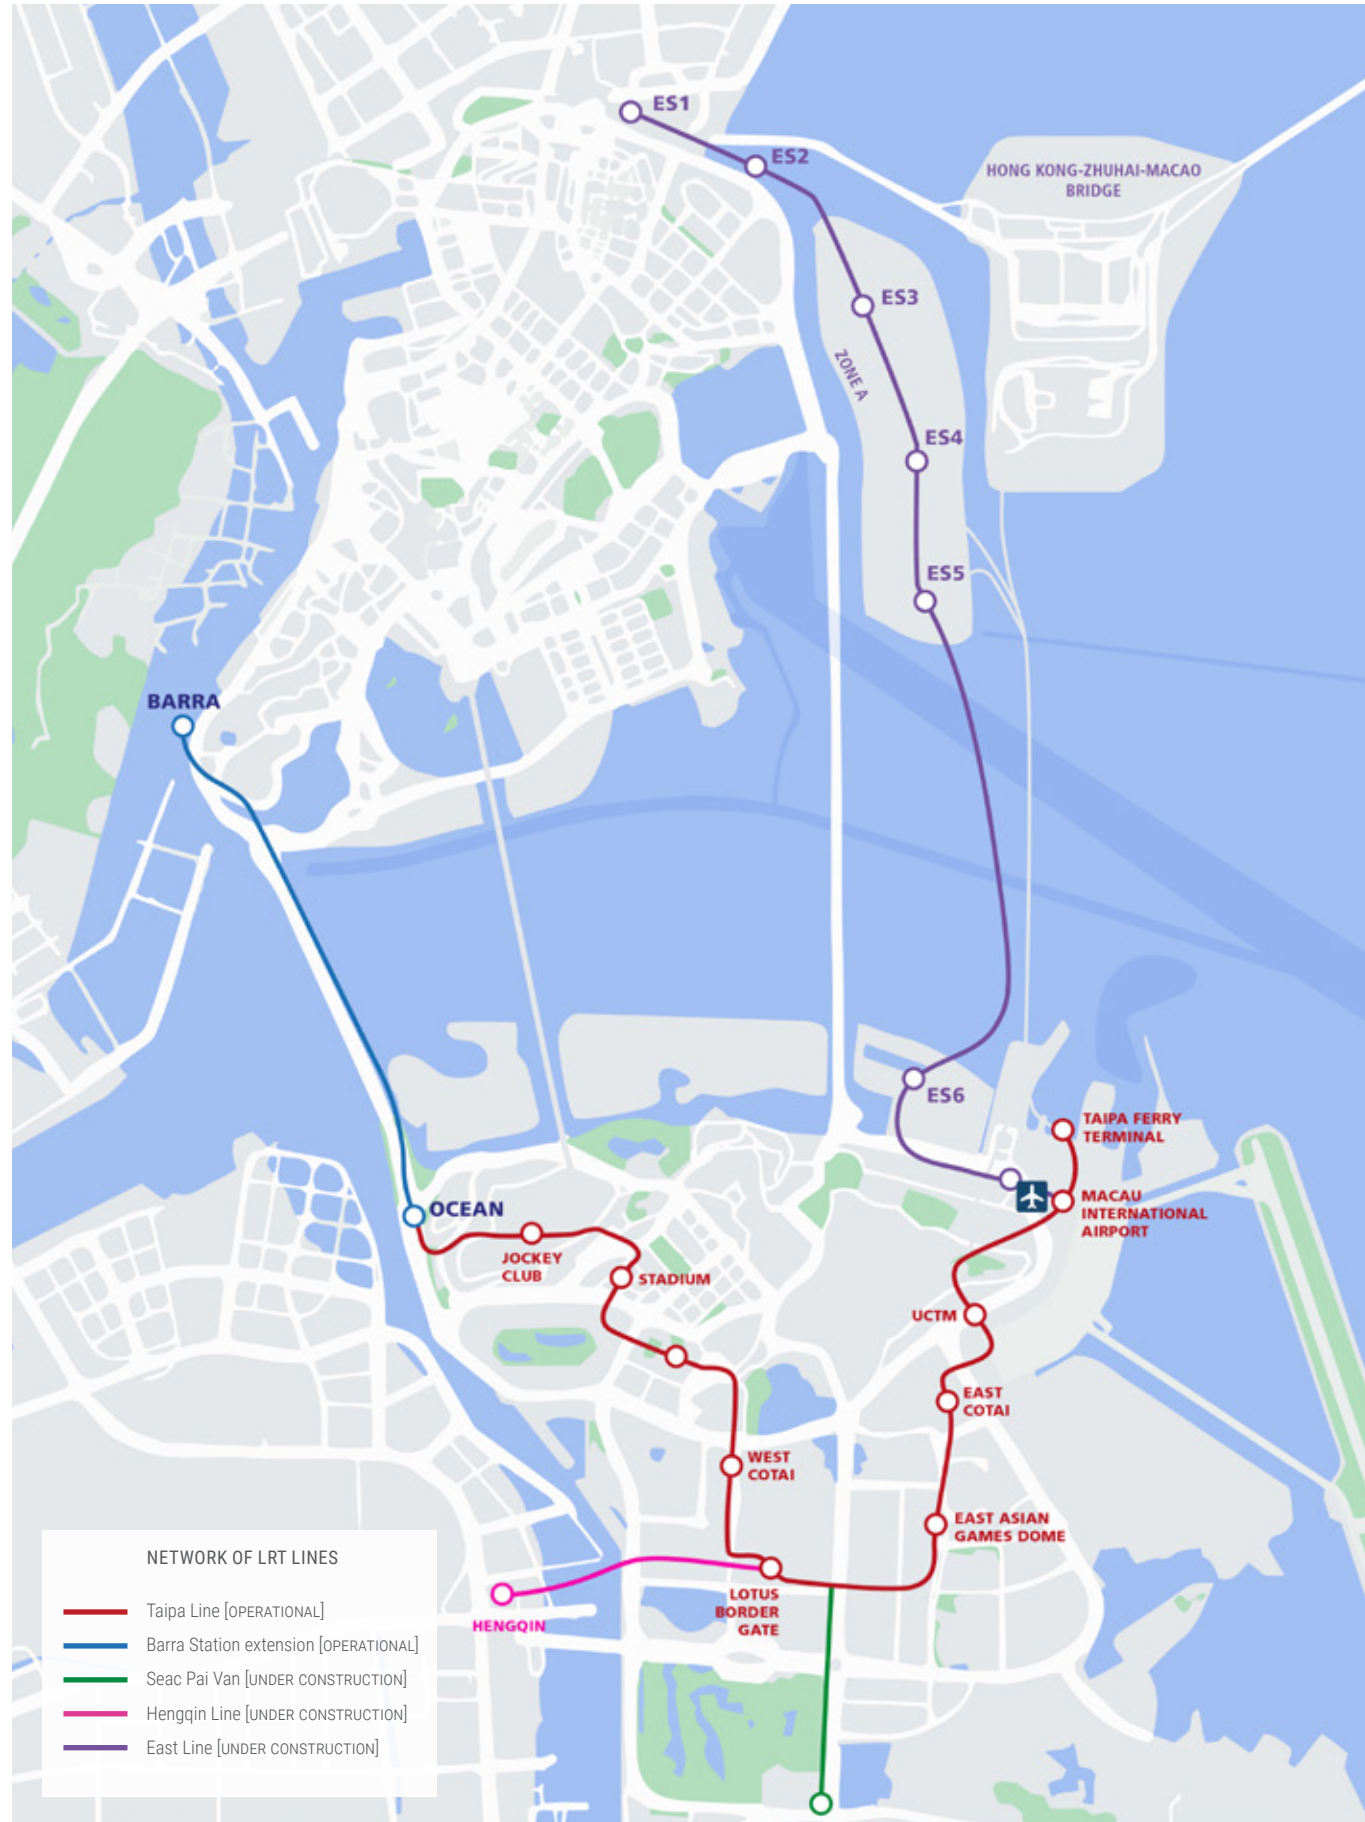 ES1
ES2
HONG KONG-ZHUHAI-MACAO
BRIDGE
ES3
ZONE A
ES4
ES5
BARRA
ES6
TAIPA FERRY
TERMINAL
MACAU
INTERNATIONAL
AIRPORT
OCEAN
JOCKEY
CLUB
STADIUM
UCTM
EAST
COTAI
WEST
COTAI
EAST ASIAN
GAMES DOME
LOTUS
BORDER
GATE
HENGQIN
NETWORK OF LRT LINES
Taipa Line [OPERATIONAL]
Barra Station extension [OPERATIONAL]
Seac Pai Van [UNDER CONSTRUCTION]
Hengqin Line [UNDER CONSTRUCTION]
East Line [UNDER CONSTRUCTION]